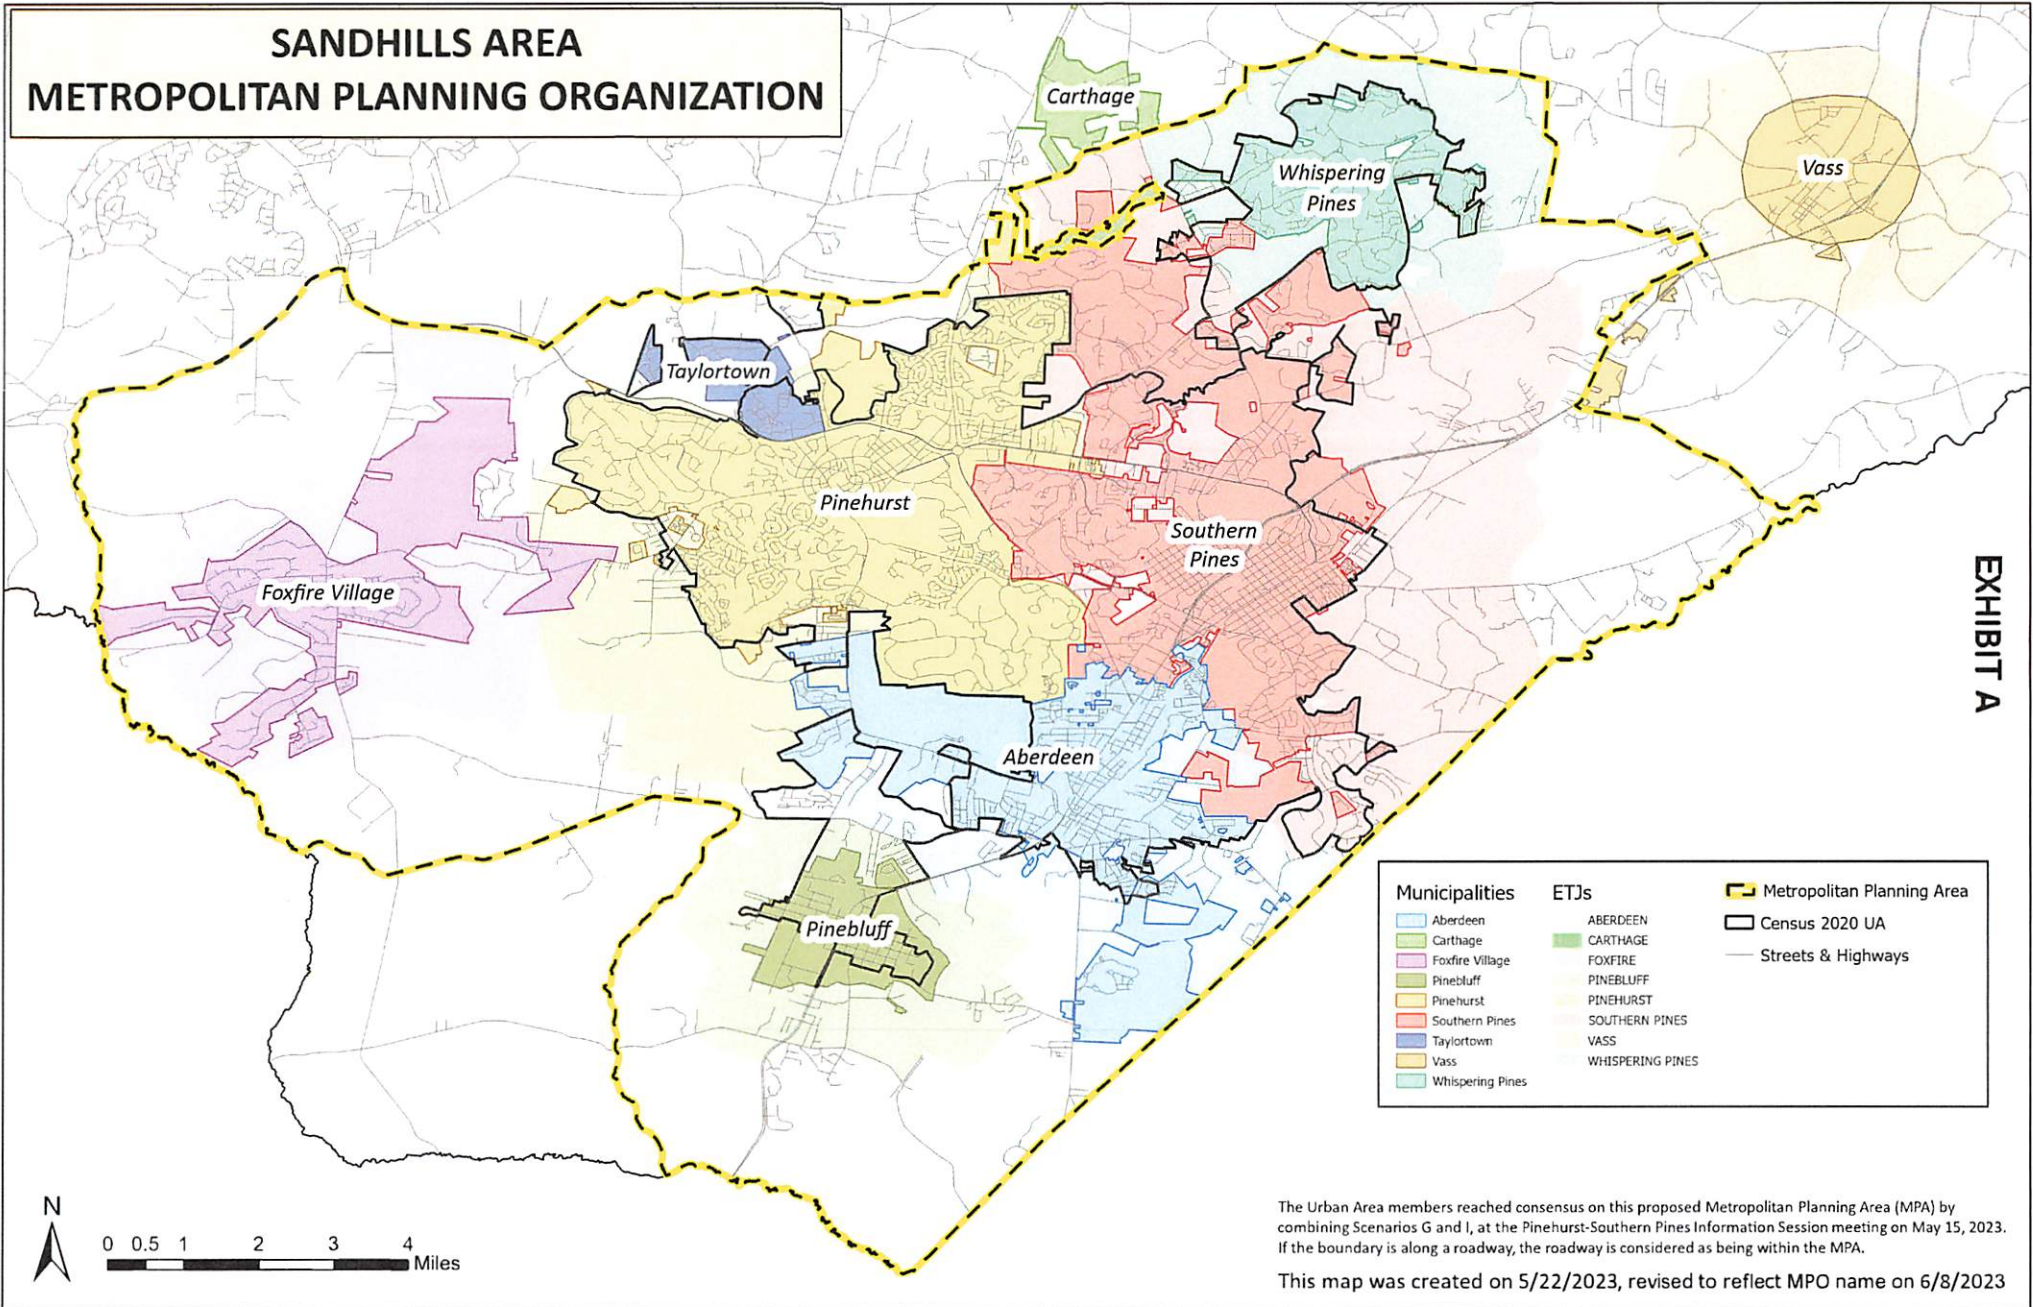 SANDHILLS AREA
METROPOLITAN PLANNING ORGANIZATION
Carthage
Whispering
Pines
Vass
Taylortown
Pinehurst
Southern
Pines
Foxfire Village
Aberdeen
Pinebluff
EXHIBIT A
Municipalities
Aberdeen
Carthage
Foxfire Village
Pinebluff
Pinehurst
Southern Pines
Taylortown
Vass
Whispering Pines
ETJs
ABERDEEN
CARTHAGE
FOXFIRE
PINEBLUFF
PINEHURST
SOUTHERN PINES
VASS
WHISPERING PINES
Metropolitan Planning Area
Census 2020 UA
Streets & Highways
N
0 0.5 1 2 3 4
Miles
The Urban Area members reached consensus on this proposed Metropolitan Planning Area (MPA) by
combining Scenarios G and I, at the Pinehurst-Southern Pines Information Session meeting on May 15, 2023.
If the boundary is along a roadway, the roadway is considered as being within the MPA.
This map was created on 5/22/2023, revised to reflect MPO name on 6/8/2023